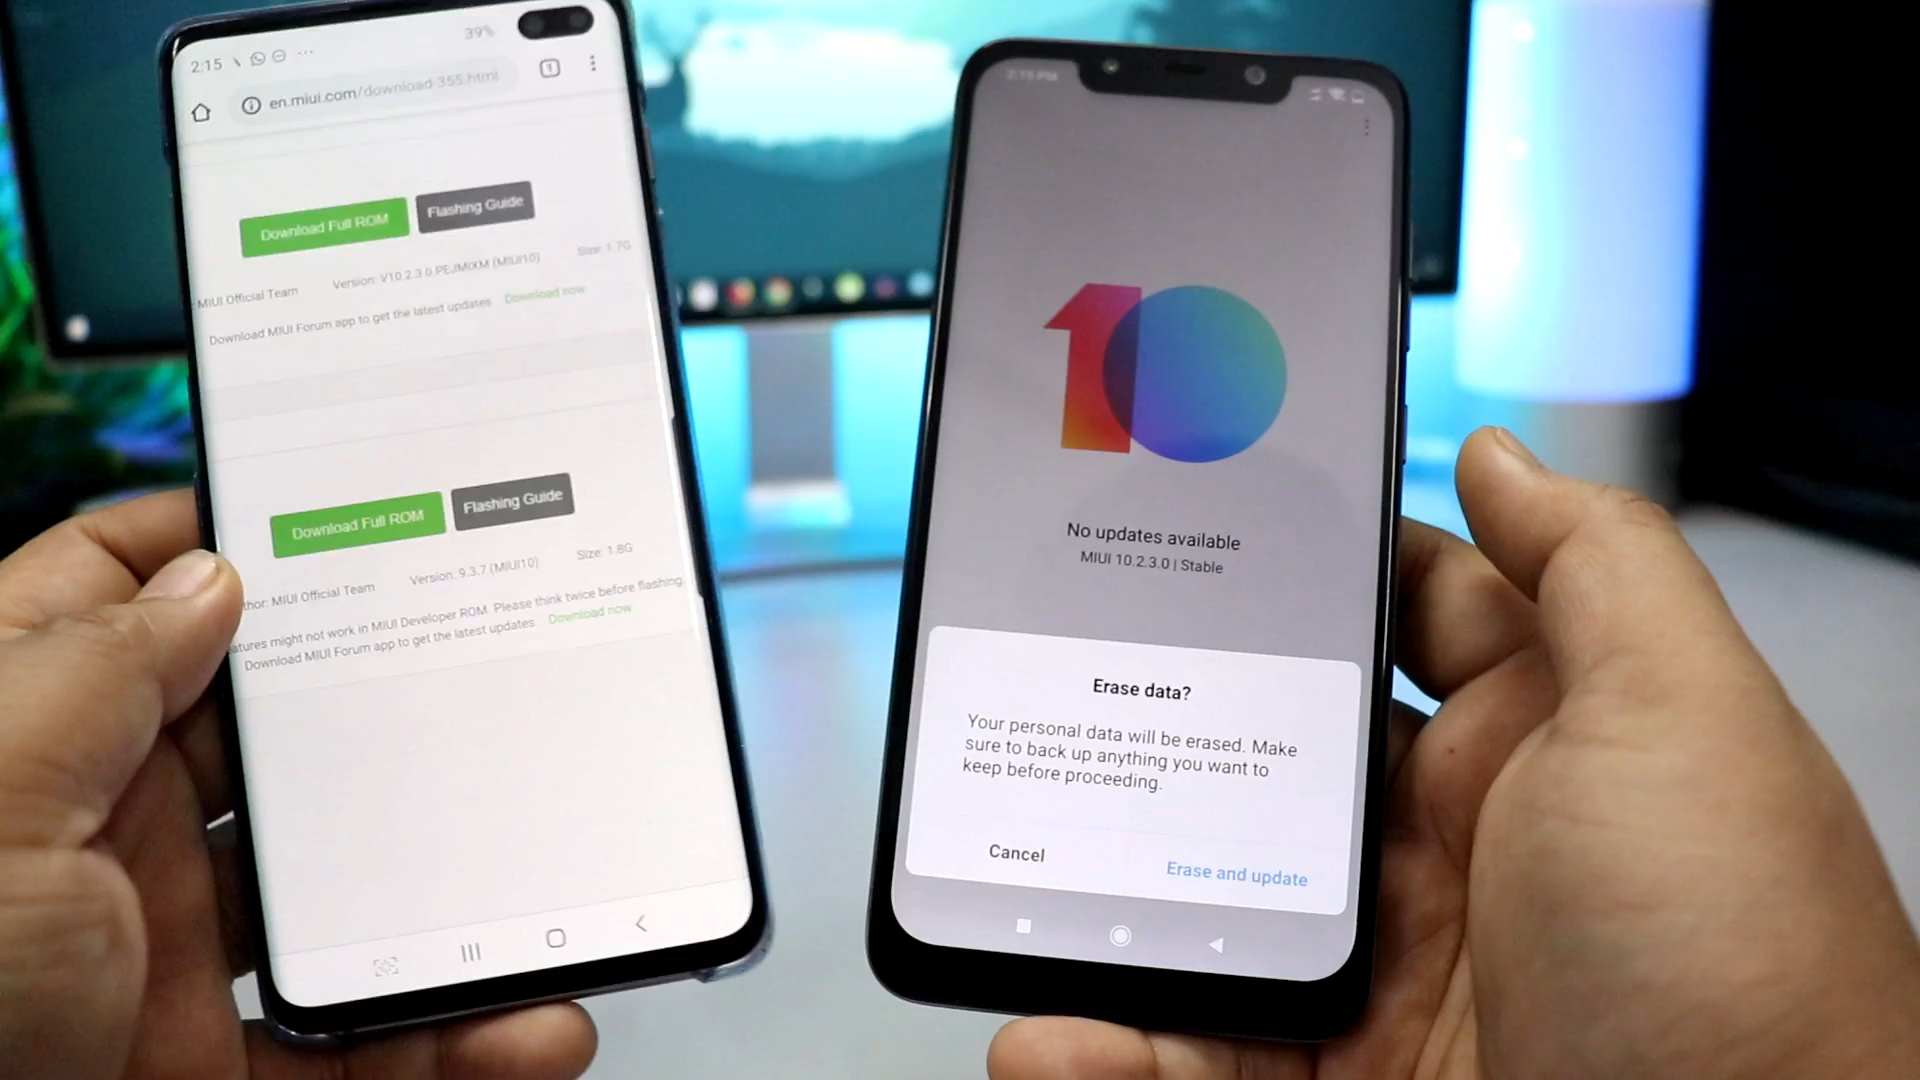 2:15
39%
en.miui.com/download-355.html
1
Download Full ROM
Flashing Guide
MIUI Official Team
Version: V10.2.3.0.PEJMIXM (MIUI10)
Size: 1.7G
Download MIUI Forum app to get the latest updates
Download now
Download Full ROM
Flashing Guide
thor: MIUI Official Team
Version: 9.3.7 (MIUI10)
Size: 1.8G
atures might not work in MIUI Developer ROM. Please think twice before flashing.
Download MIUI Forum app to get the latest updates
Download now
2:15 PM
10
No updates available
MIUI 10.2.3.0 | Stable
Erase data?
Your personal data will be erased. Make
sure to back up anything you want to
keep before proceeding.
Cancel
Erase and update